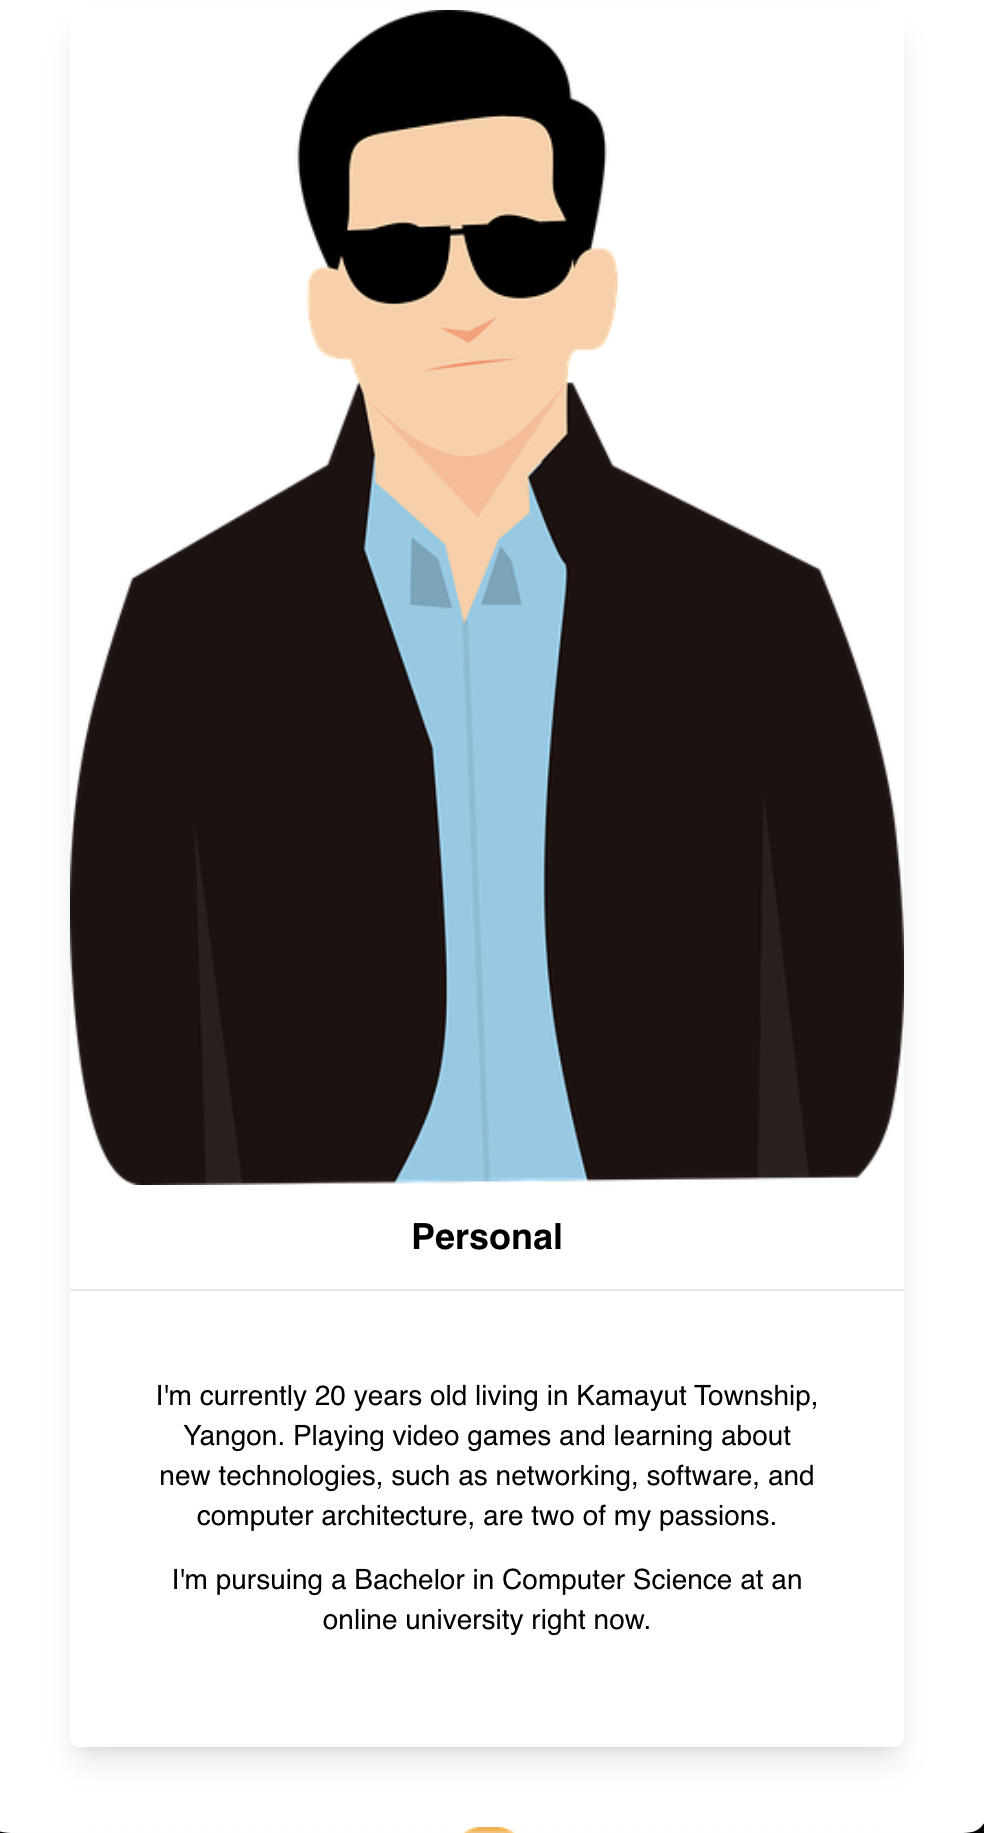 Personal
I'm currently 20 years old living in Kamayut Township,
Yangon. Playing video games and learning about
new technologies, such as networking, software, and
computer architecture, are two of my passions.
I'm pursuing a Bachelor in Computer Science at an
online university right now.